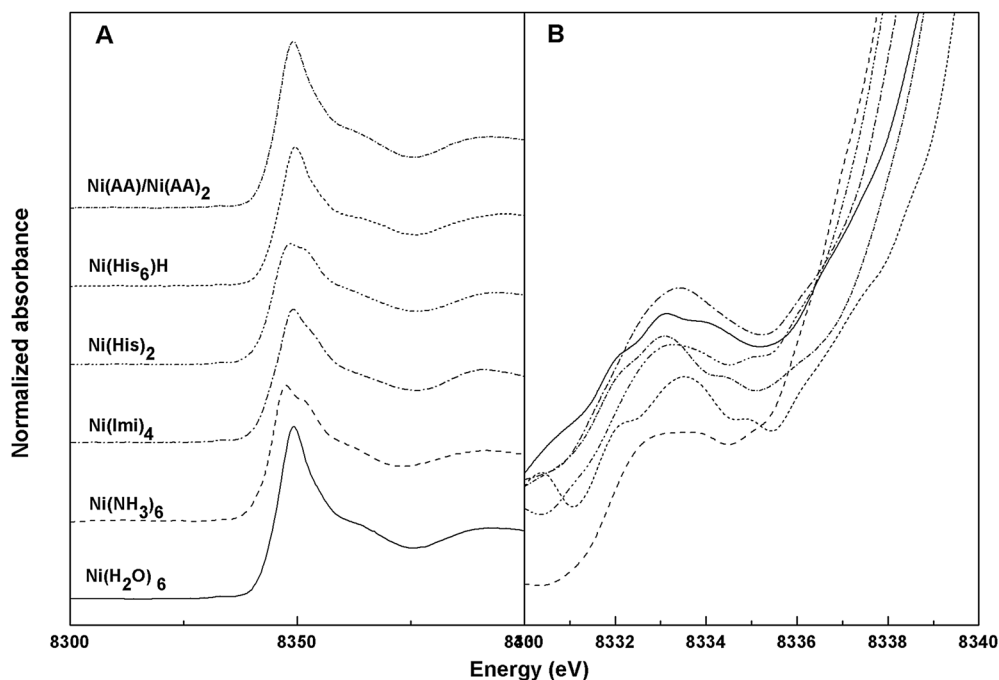 A
B
Ni(AA)/Ni(AA)2
Ni(His6)H
Ni(His)2
Ni(Imi)4
Ni(NH3)6
Ni(H2O) 6
Normalized absorbance
8300 8350 8332 8334 8336 8338 8340
Energy (eV)